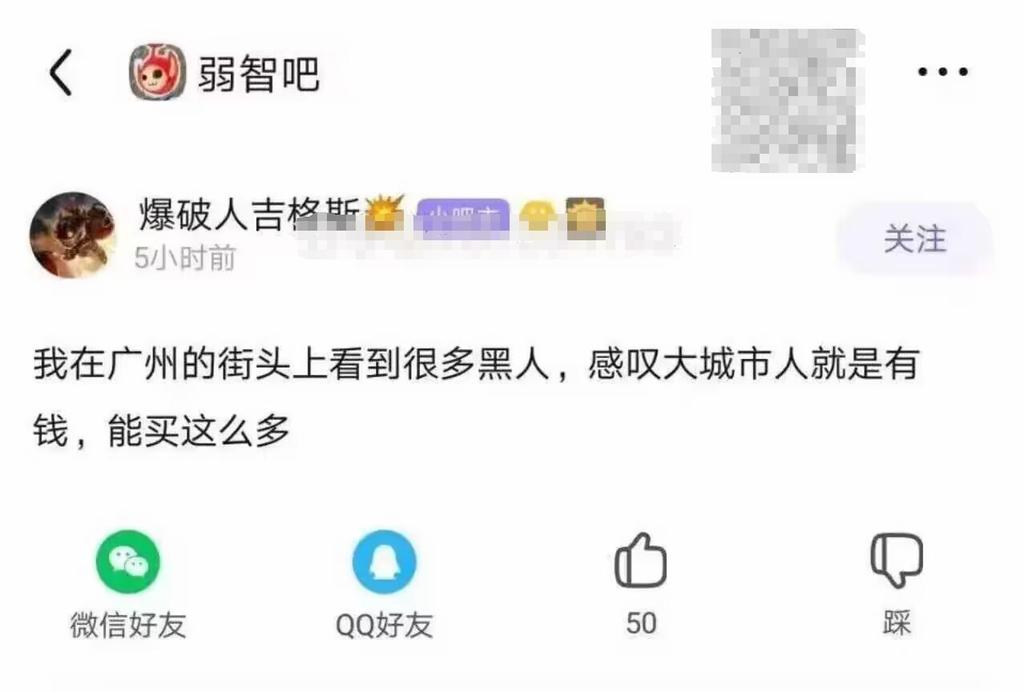 弱智吧
爆破人吉格斯
5小时前
关注
我在广州的街头上看到很多黑人，感叹大城市人就是有
钱，能买这么多
微信好友
QQ好友
50
踩